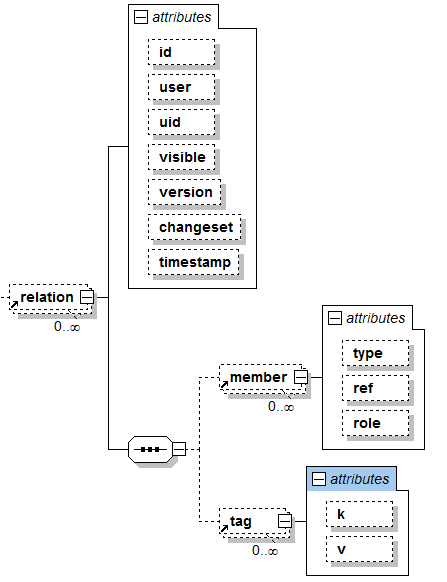 attributes
id
user
uid
visible
version
changeset
timestamp
relation
0..∞
attributes
type
ref
role
member
0..∞
attributes
k
v
tag
0..∞